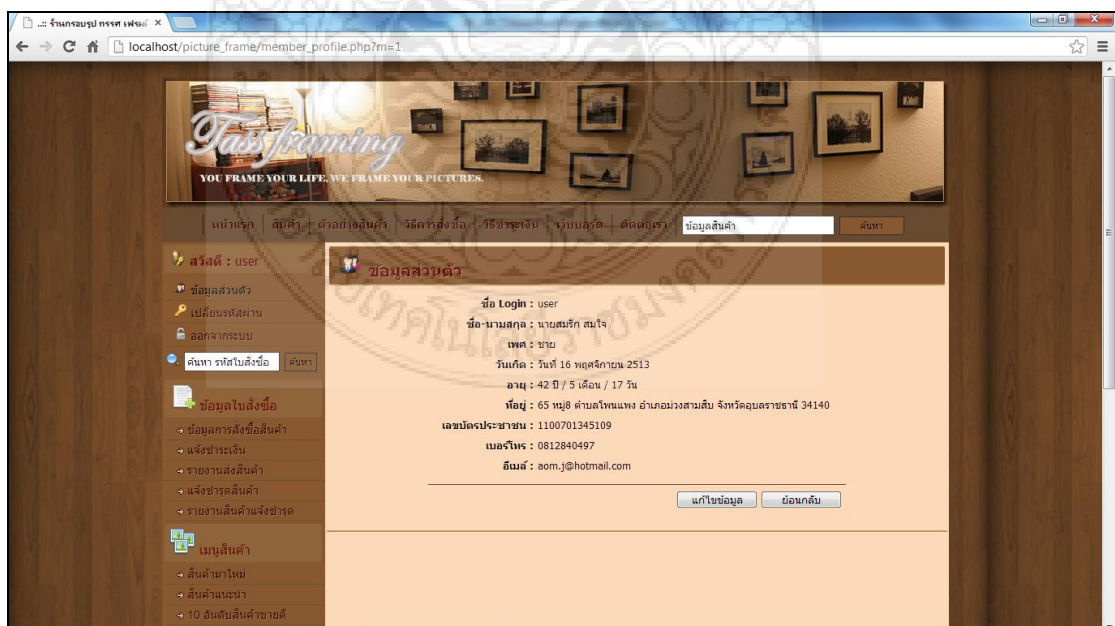 ..:: ร้านกรอบรูป ทรรศ เฟรมมิ่
localhost/picture_frame/member_profile.php?m=1
Tass framing
YOU FRAME YOUR LIFE, WE FRAME YOUR PICTURES.
หน้าแรก | สินค้า | ตัวอย่างสินค้า | วิธีการสั่งซื้อ | วิธีชำระเงิน | เว็บบอร์ด | ติดต่อเรา ข้อมูลสินค้า ค้นหา
สวัสดี : user
ข้อมูลส่วนตัว
เปลี่ยนรหัสผ่าน
ออกจากระบบ
ค้นหา รหัสใบสั่งซื้อ ค้นหา
ข้อมูลใบสั่งซื้อ
ข้อมูลการสั่งซื้อสินค้า
แจ้งชำระเงิน
รายงานส่งสินค้า
แจ้งชำรุดสินค้า
รายงานสินค้าแจ้งชำรุด
เมนูสินค้า
สินค้ามาใหม่
สินค้าแนะนำ
10 อันดับสินค้าขายดี
ข้อมูลส่วนตัว
ชื่อ Login : user
ชื่อ-นามสกุล : นายสมรัก สมใจ
เพศ : ชาย
วันเกิด : วันที่ 16 พฤศจิกายน 2513
อายุ : 42 ปี / 5 เดือน / 17 วัน
ที่อยู่ : 65 หมู่8 ตำบลโพนแพง อำเภอม่วงสามสิบ จังหวัดอุบลราชธานี 34140
เลขบัตรประชาชน : 1100701345109
เบอร์โทร : 0812840497
อีเมล์ : aom.j@hotmail.com
แก้ไขข้อมูล ย้อนกลับ